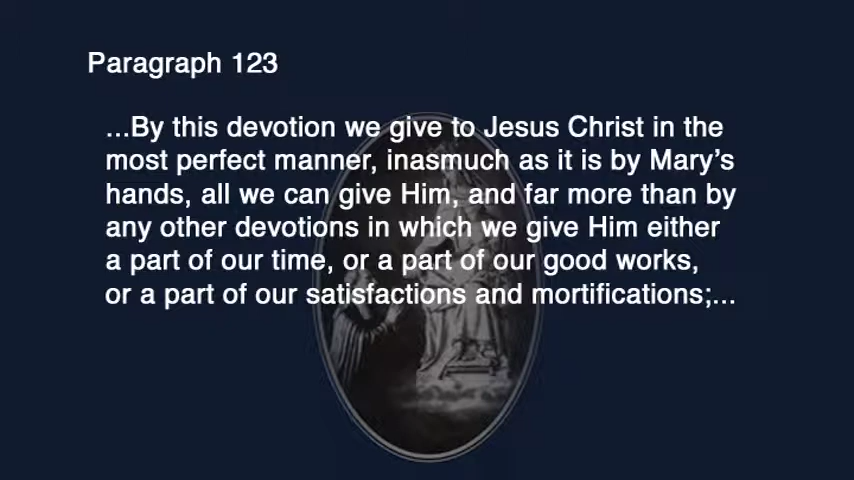 Paragraph 123
...By this devotion we give to Jesus Christ in the
most perfect manner, inasmuch as it is by Mary’s
hands, all we can give Him, and far more than by
any other devotions in which we give Him either
a part of our time, or a part of our good works,
or a part of our satisfactions and mortifications;...